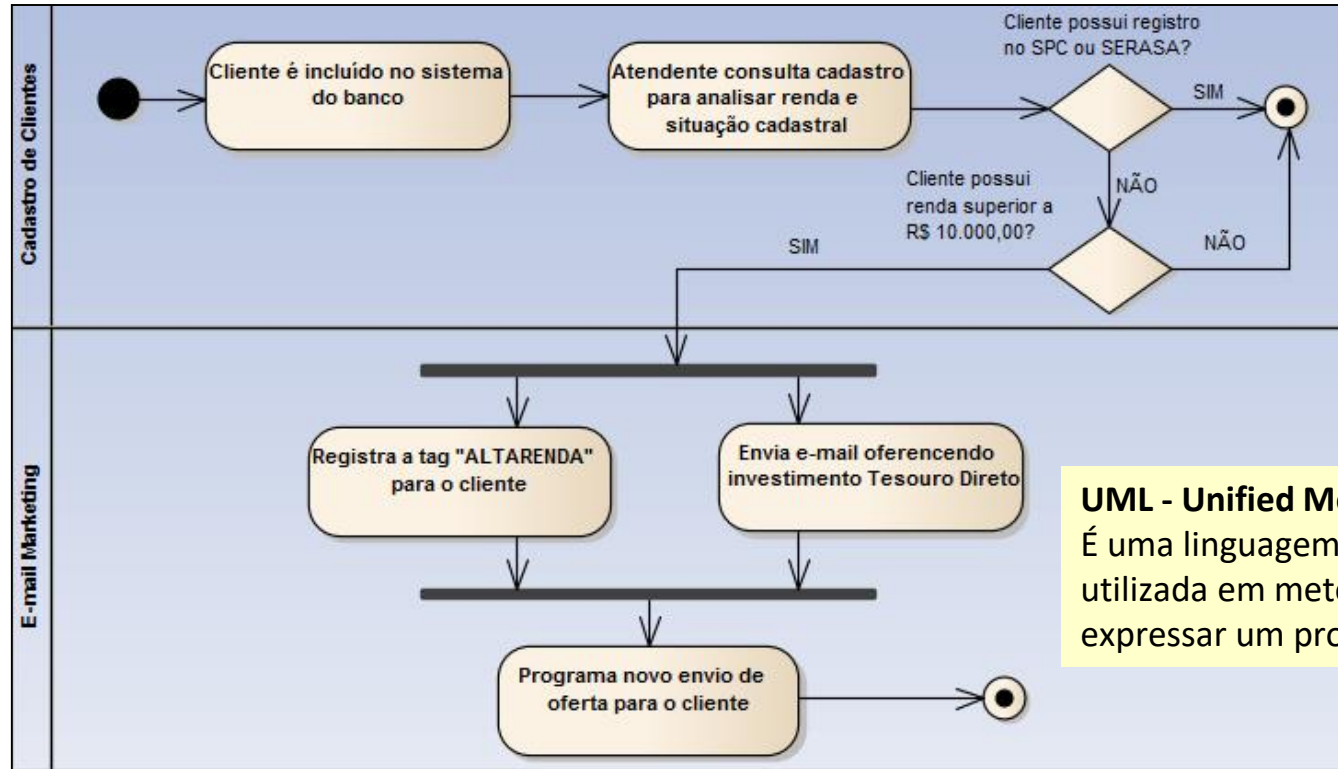 Cadastro de Clientes
Cliente é incluído no sistema
do banco
Atendente consulta cadastro
para analisar renda e
situação cadastral
Cliente possui registro
no SPC ou SERASA?
SIM
NÃO
Cliente possui
renda superior a
R$ 10.000,00?
SIM
NÃO
E-mail Marketing
Registra a tag "ALTARENDA"
para o cliente
Envia e-mail oferencendo
investimento Tesouro Direto
Programa novo envio de
oferta para o cliente
UML - Unified
É uma linguagem
utilizada em
expressar um